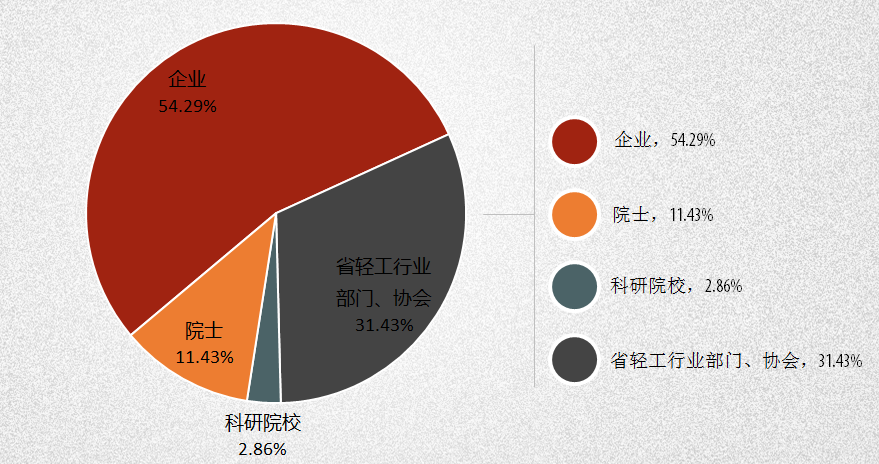 企业
54.29%
省轻工行业
部门、协会
31.43%
院士
11.43%
科研院校
2.86%
企业，54.29%
院士，11.43%
科研院校，2.86%
省轻工行业部门、协会，31.43%